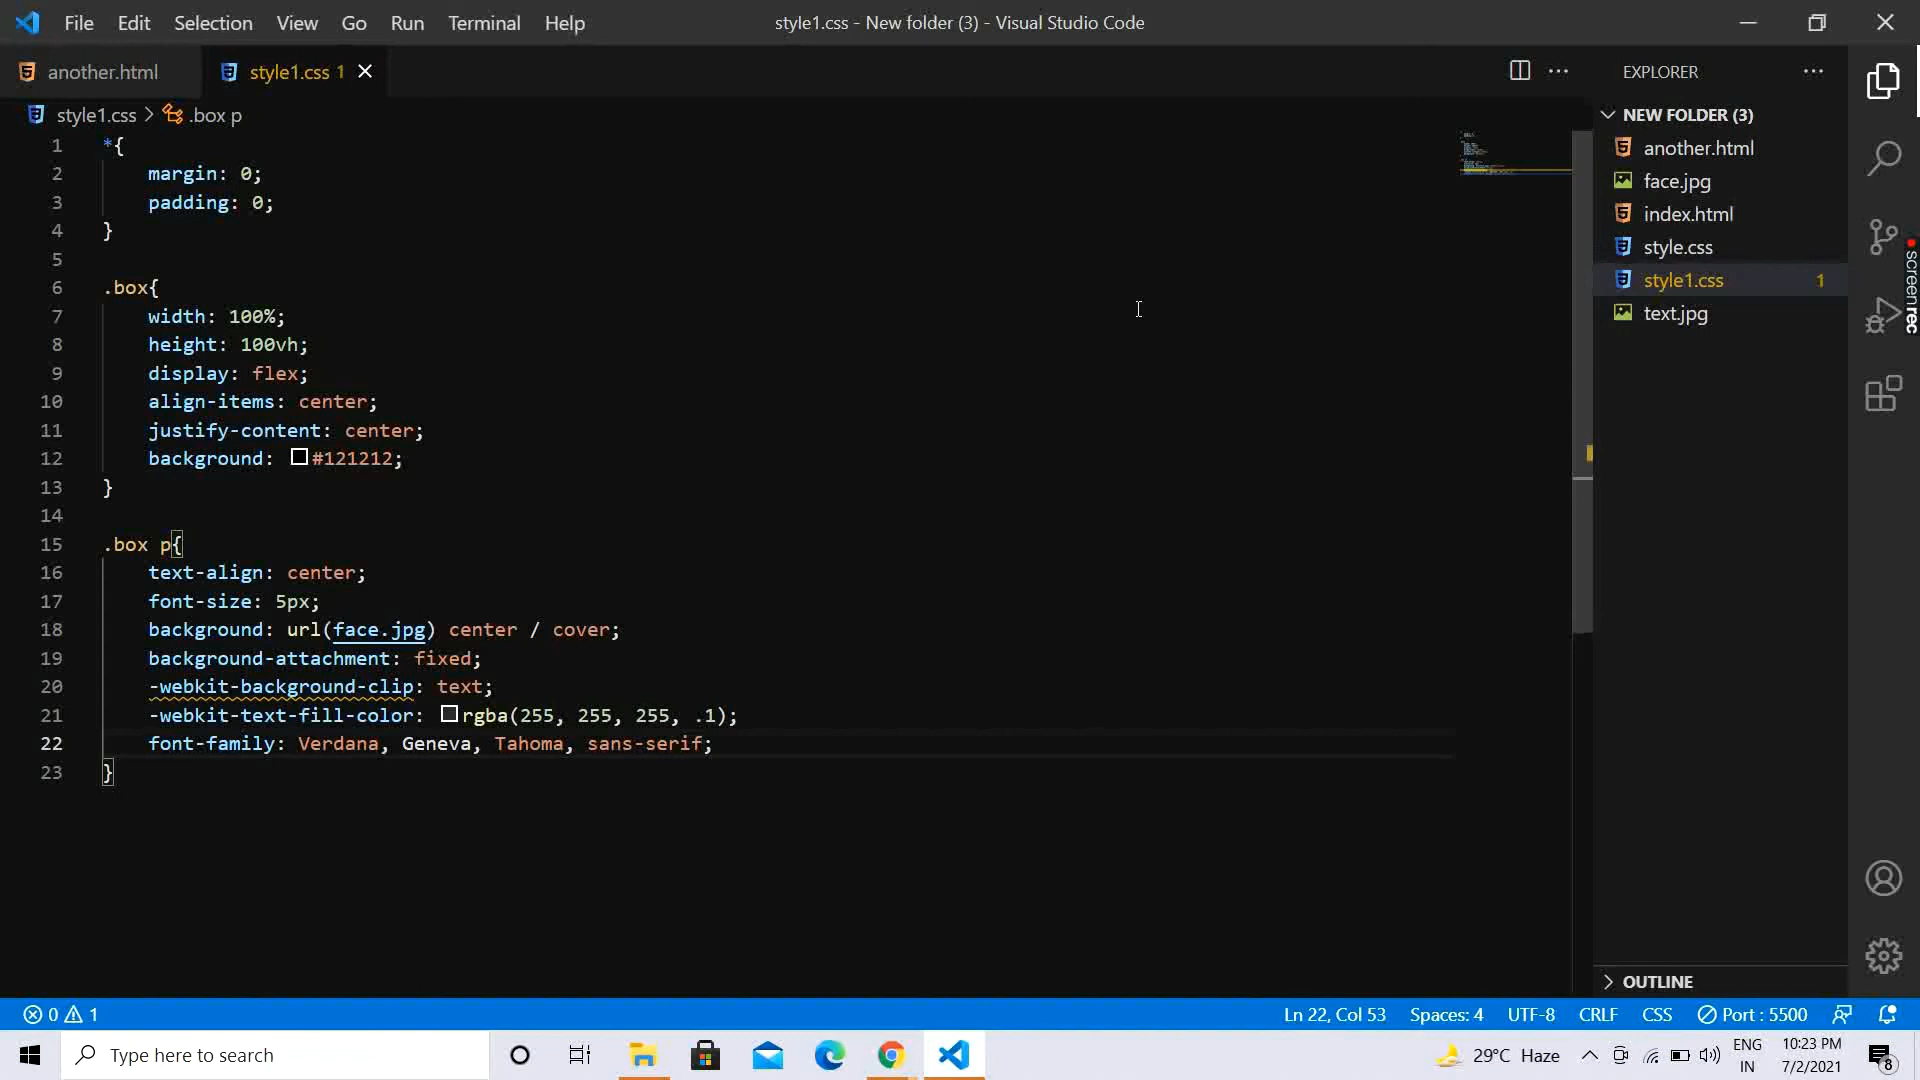 File Edit Selection View Go Run Terminal Help
style1.css - New folder (3) - Visual Studio Code
another.html
style1.css 1
EXPLORER
style1.css > .box p
NEW FOLDER (3)
another.html
face.jpg
index.html
style.css
style1.css 1
text.jpg
screenrec
1 *{
2 margin: 0;
3 padding: 0;
4 }
5
6 .box{
7 width: 100%;
8 height: 100vh;
9 display: flex;
10 align-items: center;
11 justify-content: center;
12 background: #121212;
13 }
14
15 .box p{
16 text-align: center;
17 font-size: 5px;
18 background: url(face.jpg) center / cover;
19 background-attachment: fixed;
20 -webkit-background-clip: text;
21 -webkit-text-fill-color: rgba(255, 255, 255, .1);
22 font-family: Verdana, Geneva, Tahoma, sans-serif;
23 }
OUTLINE
0 1 Ln 22, Col 53 Spaces: 4 UTF-8 CRLF CSS Port : 5500
Type here to search
29°C Haze
ENG
IN
10:23 PM
7/2/2021
8